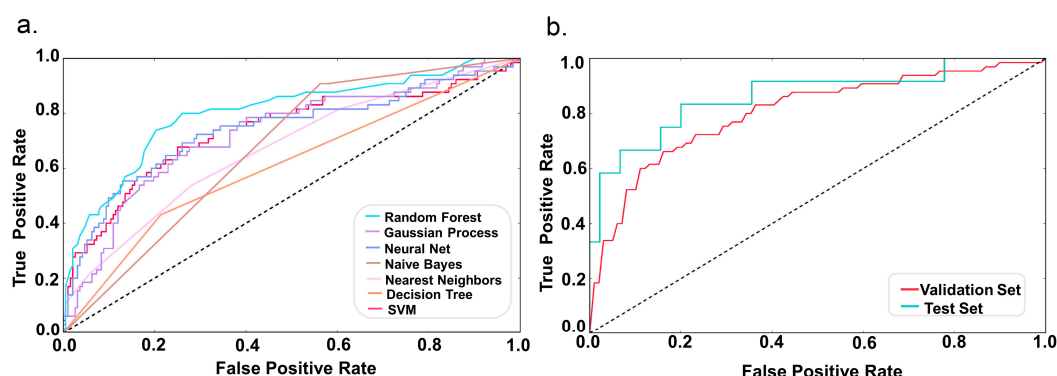 a.
True Positive Rate
1.0
0.8
0.6
0.4
0.2
0.0
0.0 0.2 0.4 0.6 0.8 1.0
False Positive Rate
Random Forest
Gaussian Process
Neural Net
Naive Bayes
Nearest Neighbors
Decision Tree
SVM
b.
True Positive Rate
1.0
0.8
0.6
0.4
0.2
0.0
0.0 0.2 0.4 0.6 0.8 1.0
False Positive Rate
Validation Set
Test Set